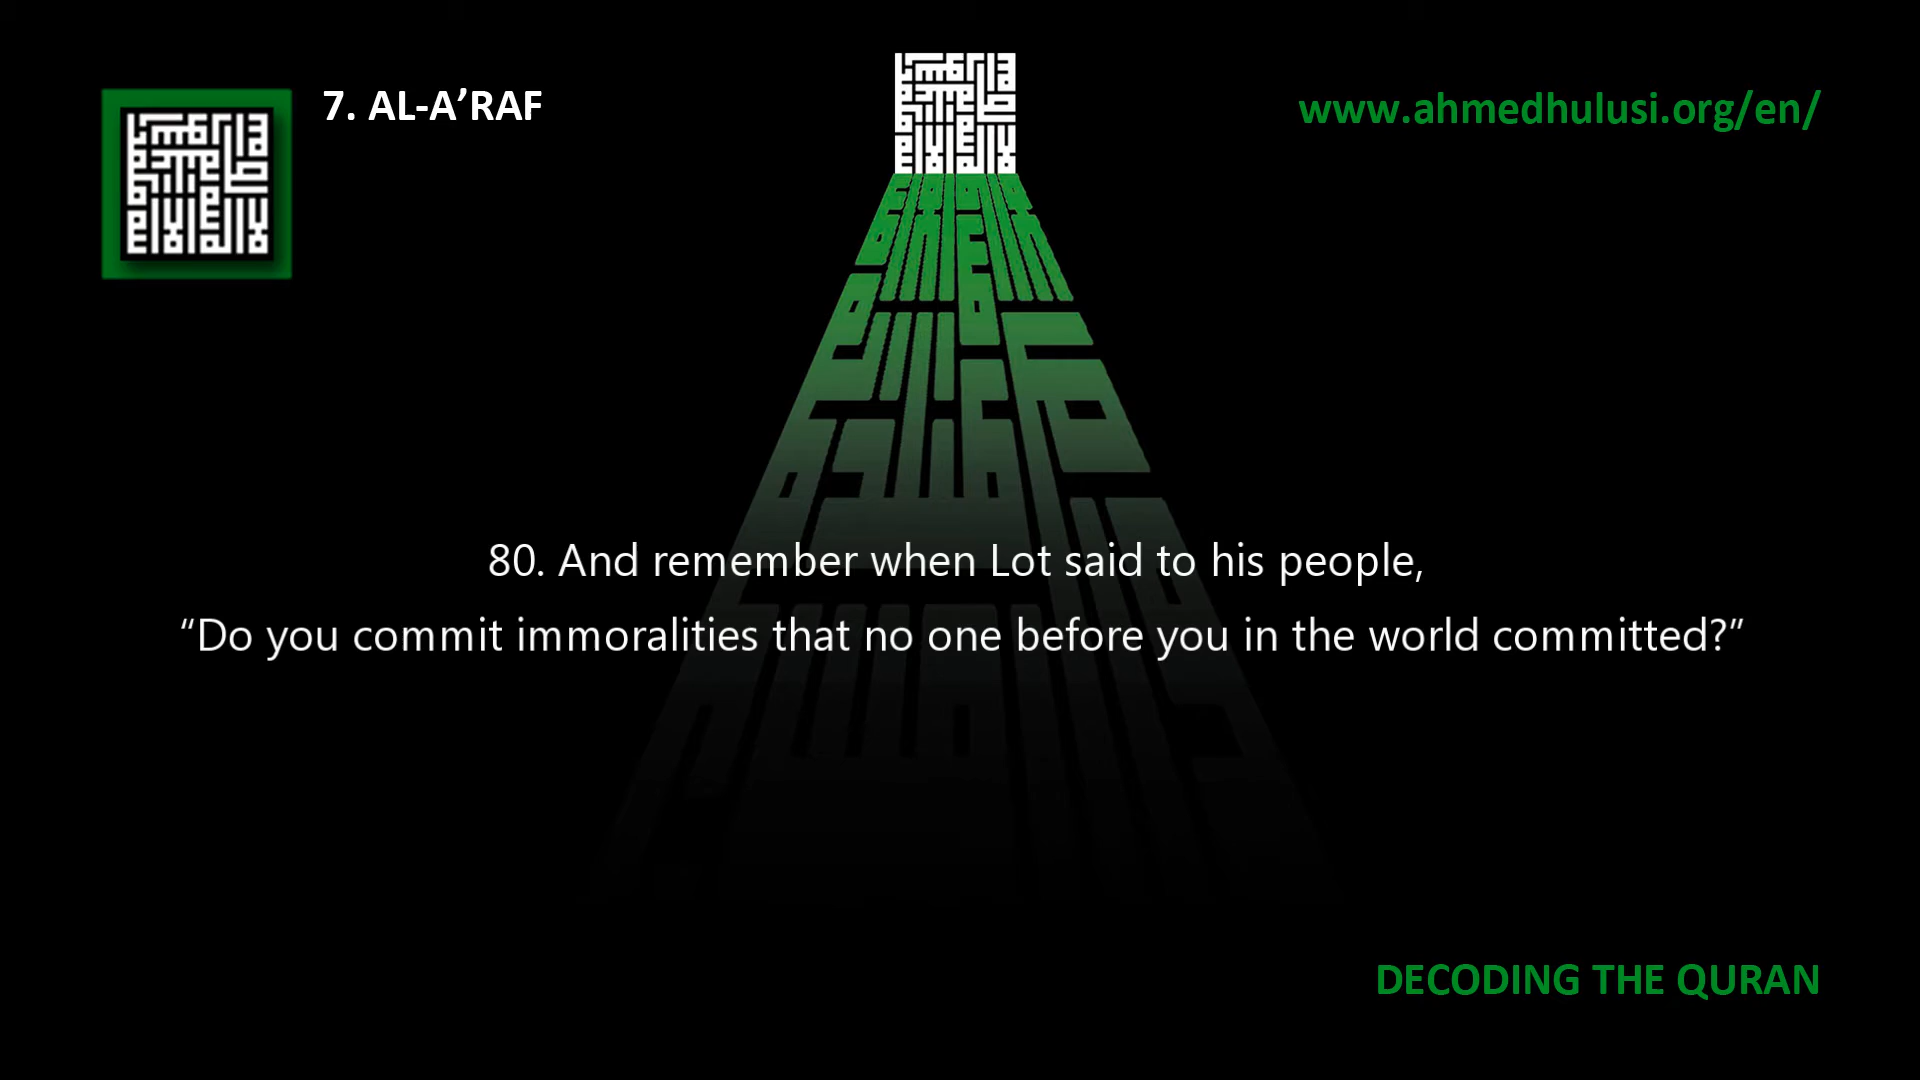 7. AL-A’RAF
www.ahmedhulusi.org/en/
80. And remember when Lot said to his people,
“Do you commit immoralities that no one before you in the world committed?”
DECODING THE QURAN